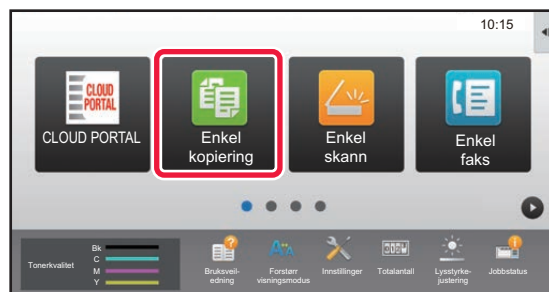 10:15
CLOUD
PORTAL
CLOUD PORTAL
Enkel
kopiering
Enkel
skann
Enkel
faks
Tonerkvalitet
Bk
C
M
Y
Bruksveil-
edning
Forstørr
visningsmodus
Innstillinger
Totalantall
Lysstyrke-
justering
Jobbstatus